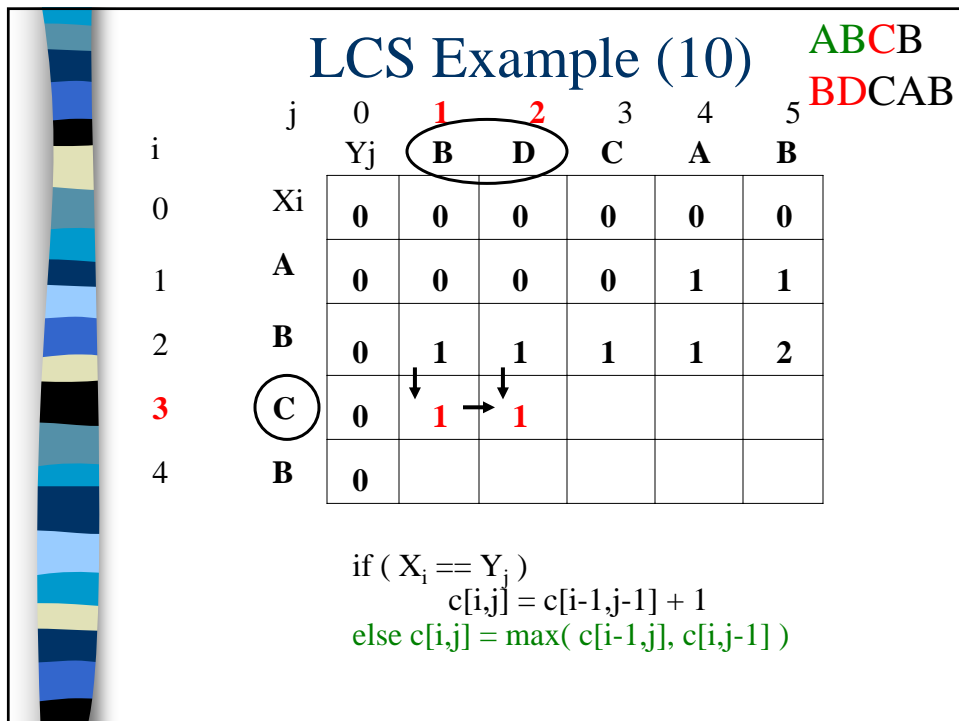 LCS Example (10)
ABCB
BDCAB
j 0 1 2 3 4 5
i Yj B D C A B
0 Xi 0 0 0 0 0 0
1 A 0 0 0 0 1 1
2 B 0 1 1 1 1 2
3 C 0 1 1
4 B 0
if ( Xi == Yj )
c[i,j] = c[i-1,j-1] + 1
else c[i,j] = max( c[i-1,j], c[i,j-1] )